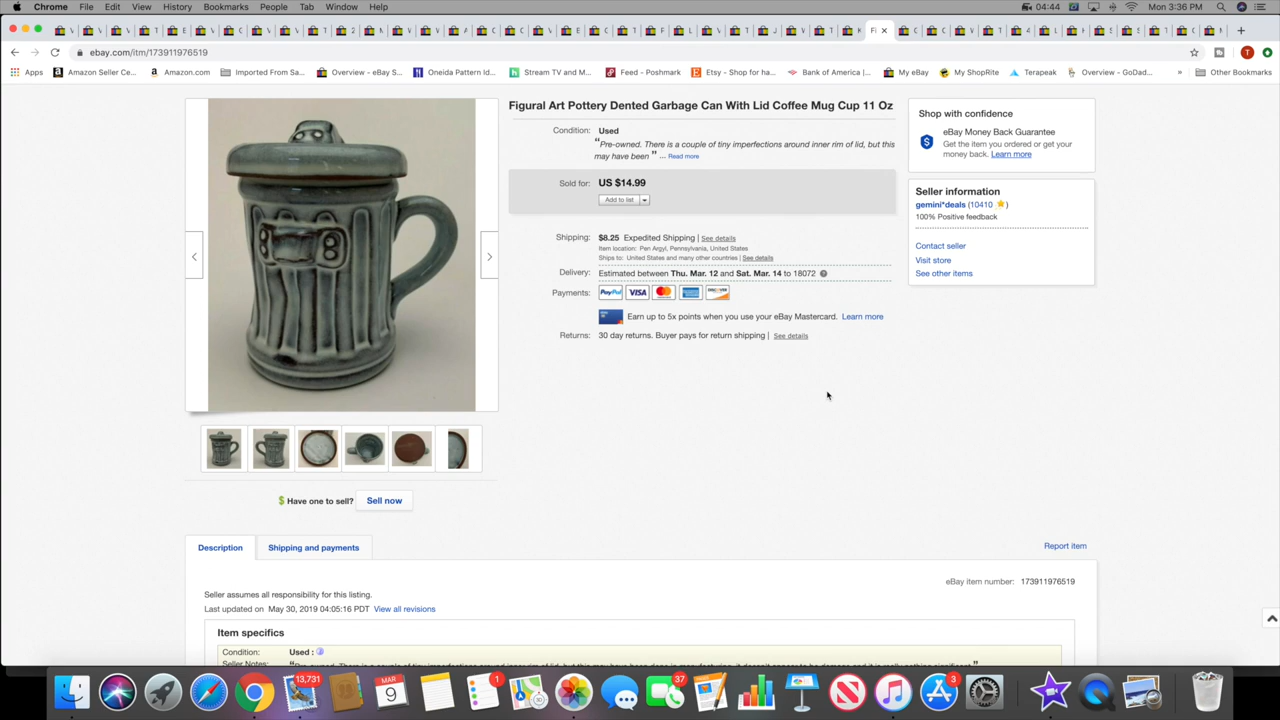 Chrome File Edit View History Bookmarks People Tab Window Help 04:44 Mon 3:36 PM
ebay.com/itm/173911976519
Apps Amazon Seller Ce... Amazon.com Imported From Sa... Overview - eBay S... Oneida Pattern Id... Stream TV and M... Feed - Poshmark Etsy - Shop for ha... Bank of America |... My eBay My ShopRite Terapeak Overview - GoDad... » Other Bookmarks
Figural Art Pottery Dented Garbage Can With Lid Coffee Mug Cup 11 Oz
Condition: Used
"Pre-owned. There is a couple of tiny imperfections around inner rim of lid, but this
may have been " ... Read more
Sold for: US $14.99
Add to list
Shipping: $8.25 Expedited Shipping | See details
Item location: Pen Argyl, Pennsylvania, United States
Ships to: United States and many other countries | See details
Delivery: Estimated between Thu. Mar. 12 and Sat. Mar. 14 to 18072
Payments: PayPal VISA
Earn up to 5x points when you use your eBay Mastercard. Learn more
Returns: 30 day returns. Buyer pays for return shipping | See details
Shop with confidence
eBay Money Back Guarantee
Get the item you ordered or get your
money back. Learn more
Seller information
gemini*deals (10410 )
100% Positive feedback
Contact seller
Visit store
See other items
Have one to sell? Sell now
Description Shipping and payments Report item
eBay item number: 173911976519
Seller assumes all responsibility for this listing.
Last updated on May 30, 2019 04:05:16 PDT View all revisions
Item specifics
Condition: Used :
Seller Notes:
13,731 MAR 9 1 37 3